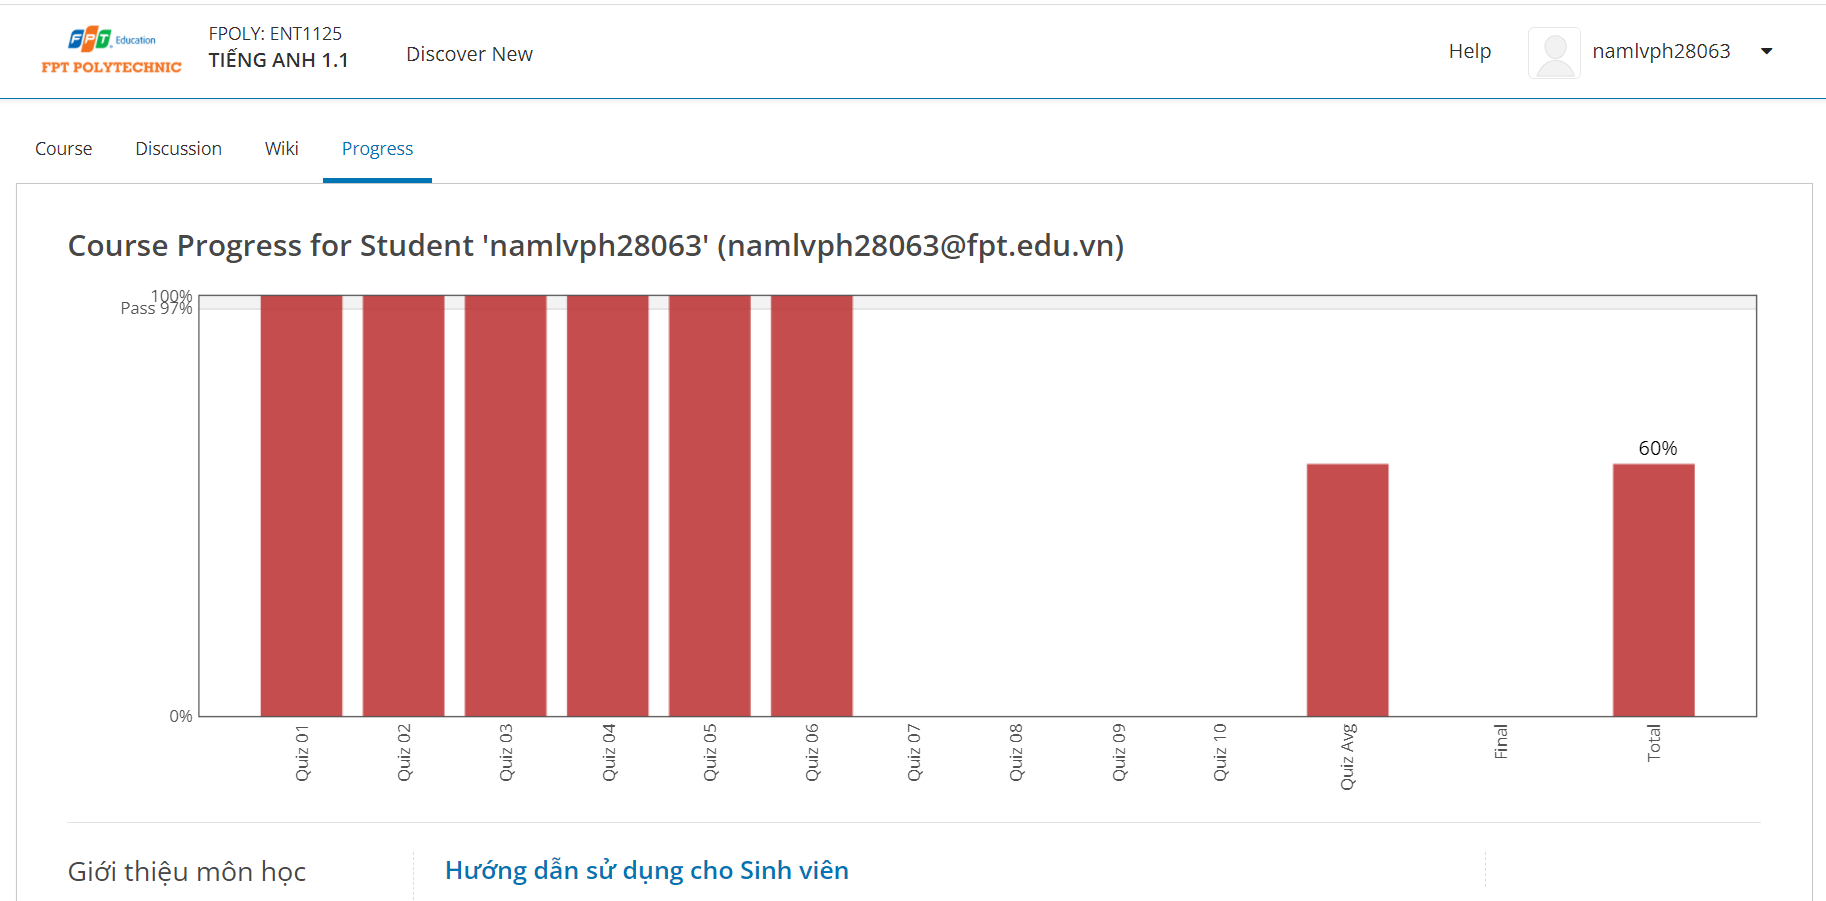 FPT Education
FPT POLYTECHNIC
FPOLY: ENT1125
TIẾNG ANH 1.1
Discover New
Help
namlvph28063
Course
Discussion
Wiki
Progress
Course Progress for Student 'namlvph28063' (namlvph28063@fpt.edu.vn)
100%
Pass 97%
60%
0%
Quiz 01
Quiz 02
Quiz 03
Quiz 04
Quiz 05
Quiz 06
Quiz 07
Quiz 08
Quiz 09
Quiz 10
Quiz Avg
Final
Total
Giới thiệu môn học
Hướng dẫn sử dụng cho Sinh viên